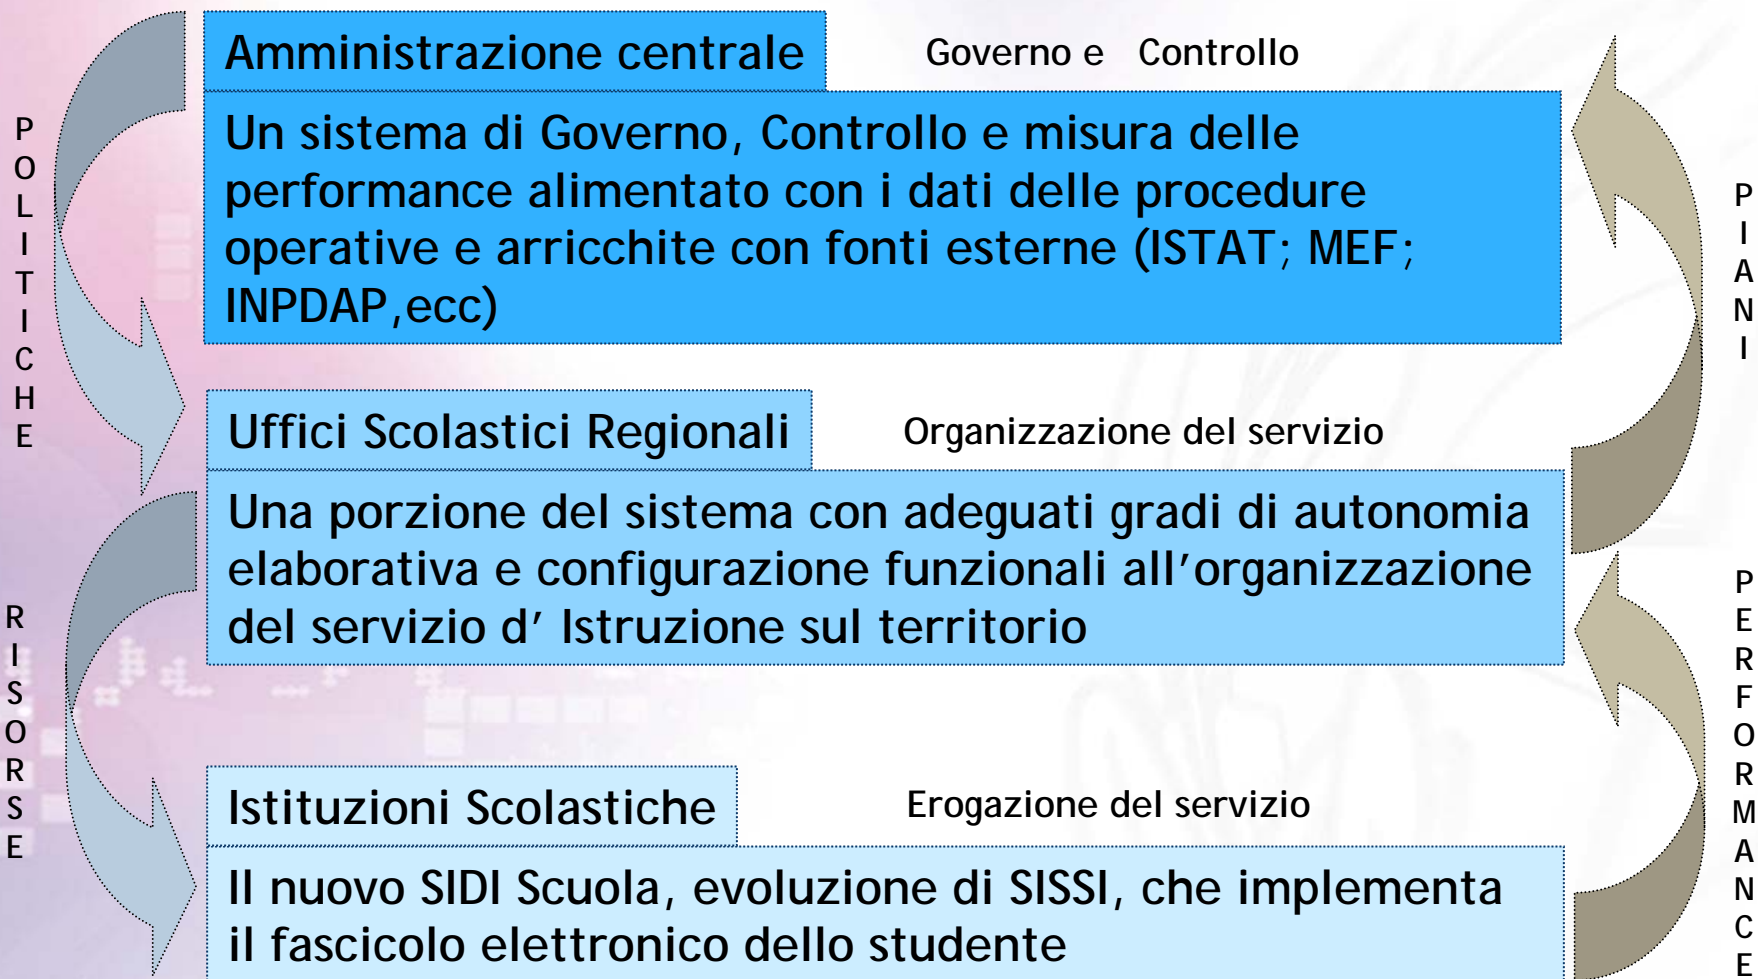 Amministrazione centrale
Governo e Controllo
Un sistema di Governo, Controllo e misura delle
performance alimentato con i dati delle procedure
operative e arricchite con fonti esterne (ISTAT; MEF;
INPDAP,ecc)
POLITICHE
PIANI
Uffici Scolastici Regionali
Organizzazione del servizio
Una porzione del sistema con adeguati gradi di autonomia
elaborativa e configurazione funzionali all’organizzazione
del servizio d’ Istruzione sul territorio
RISORSE
PERFORMANCE
Istituzioni Scolastiche
Erogazione del servizio
Il nuovo SIDI Scuola, evoluzione di SISSI, che implementa
il fascicolo elettronico dello studente